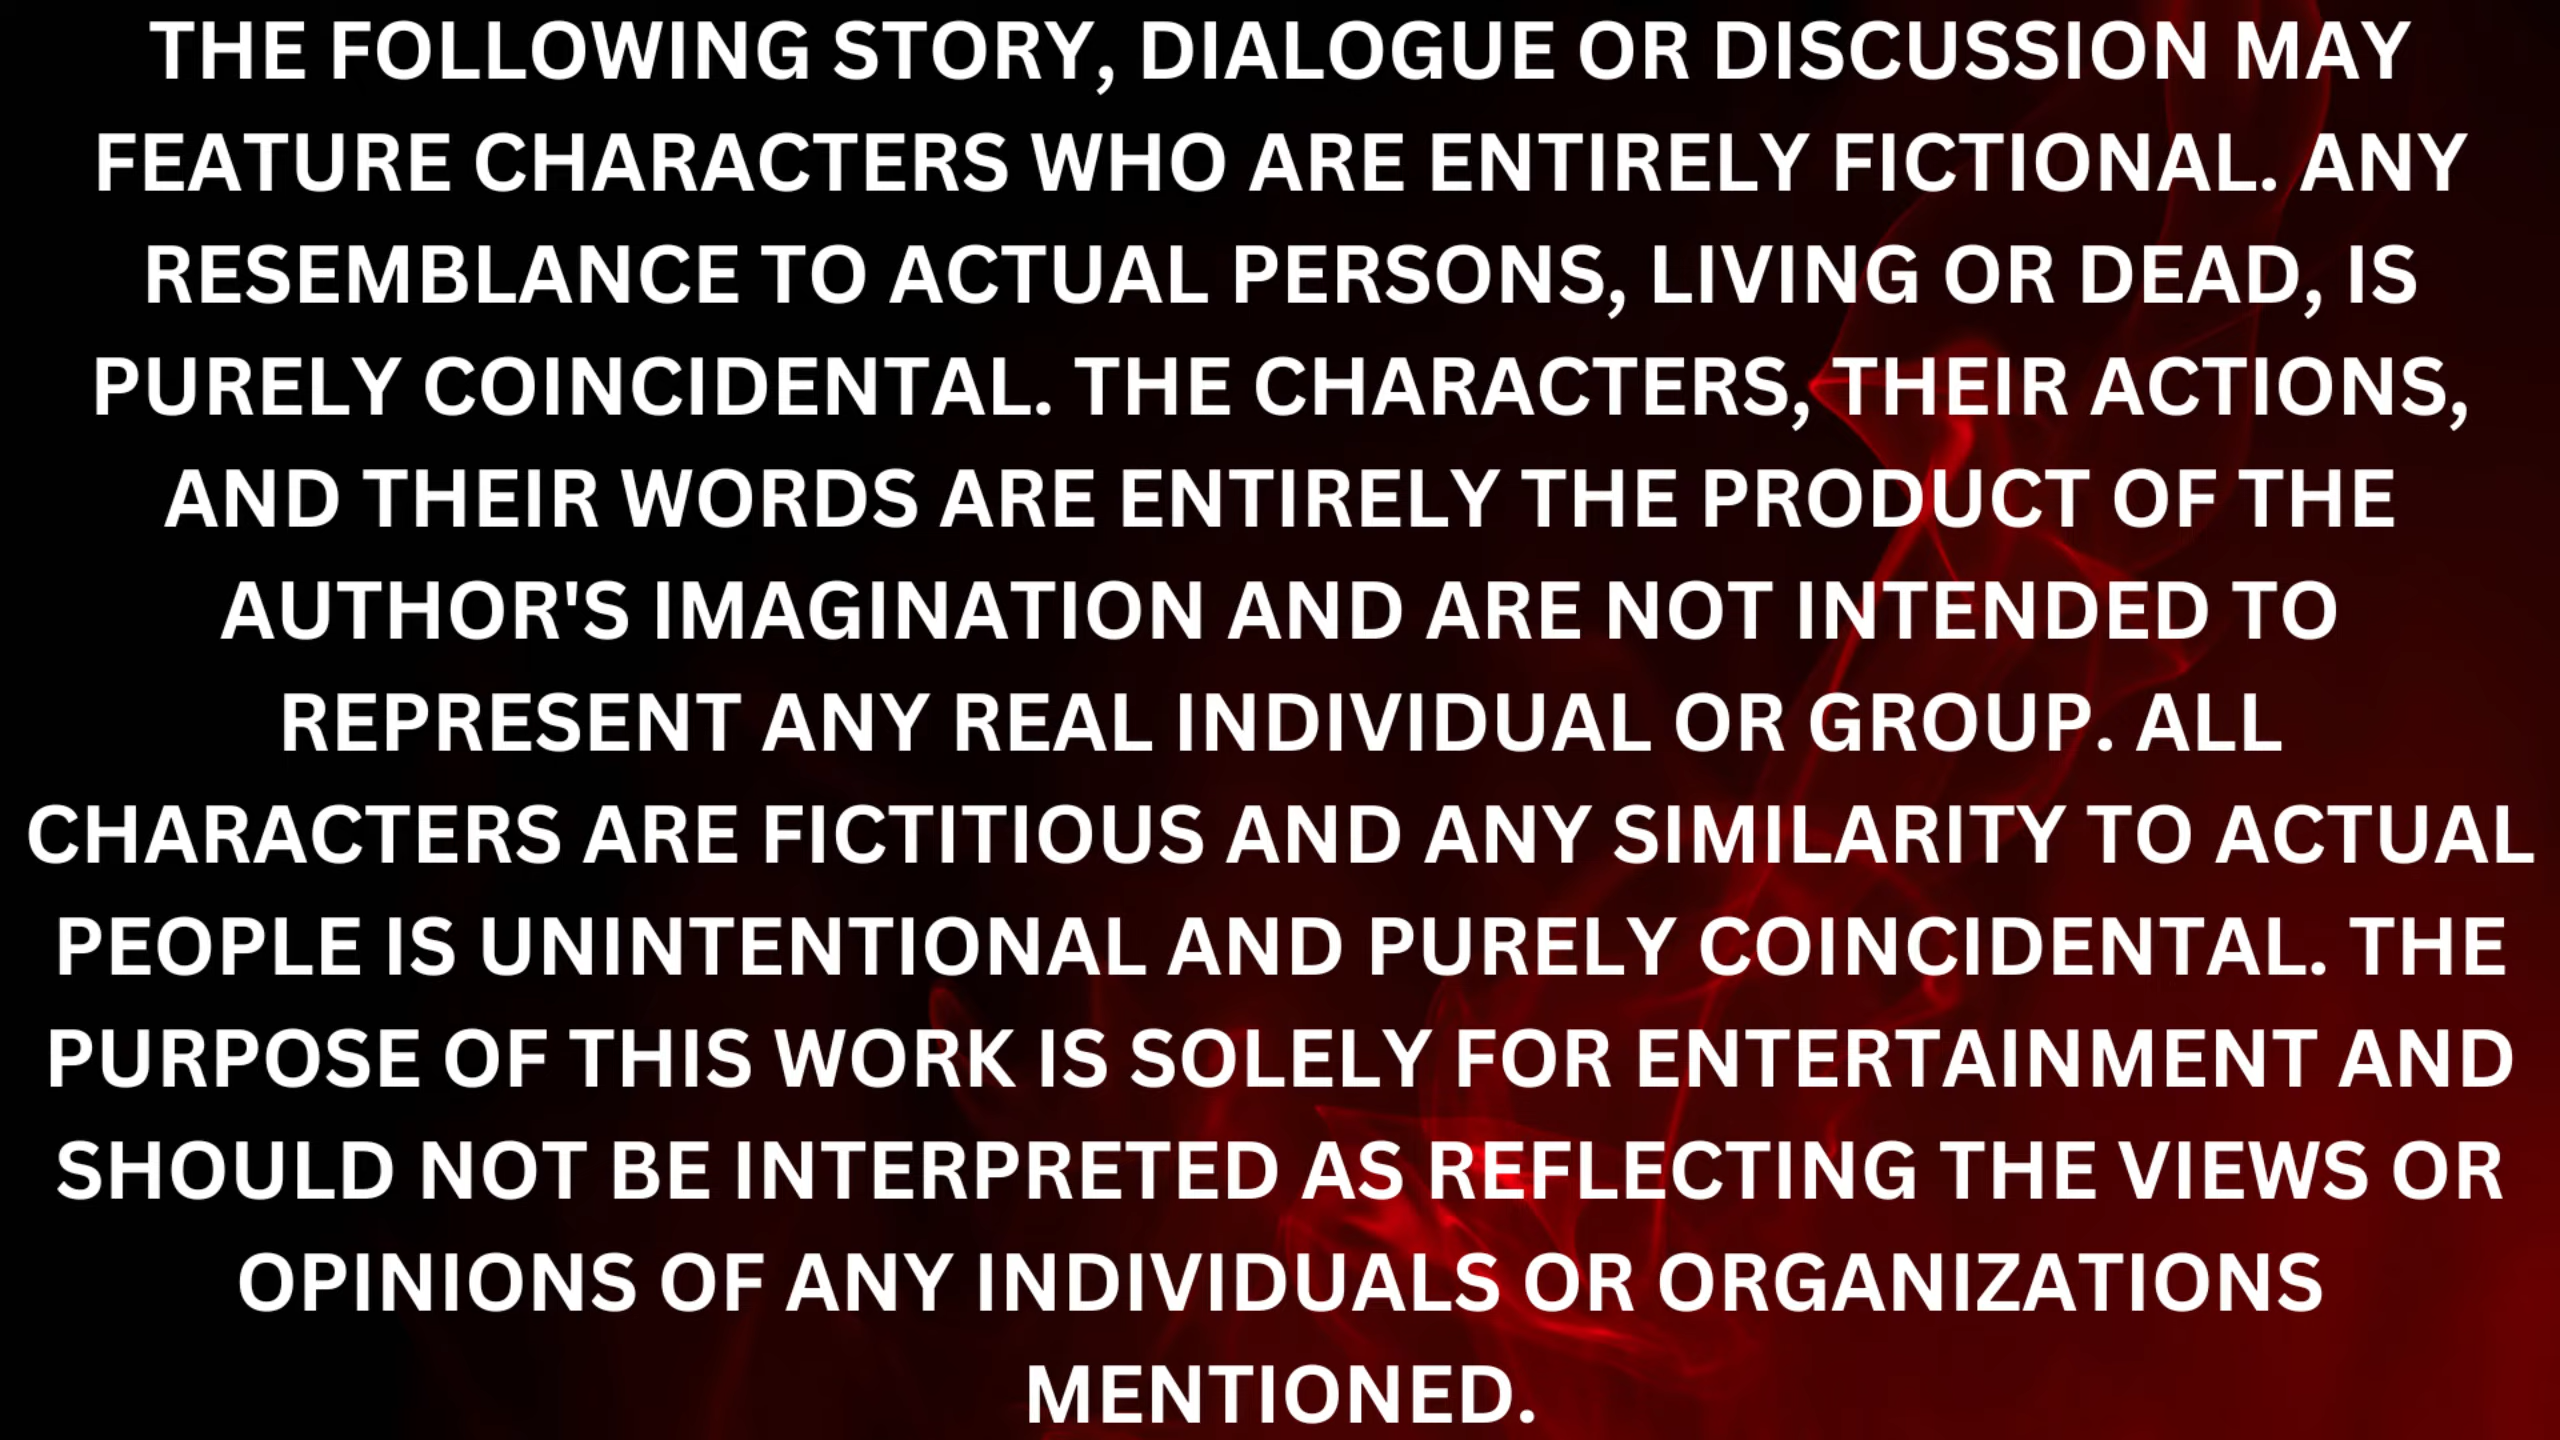 THE FOLLOWING STORY, DIALOGUE OR DISCUSSION MAY
FEATURE CHARACTERS WHO ARE ENTIRELY FICTIONAL. ANY
RESEMBLANCE TO ACTUAL PERSONS, LIVING OR DEAD, IS
PURELY COINCIDENTAL. THE CHARACTERS, THEIR ACTIONS,
AND THEIR WORDS ARE ENTIRELY THE PRODUCT OF THE
AUTHOR'S IMAGINATION AND ARE NOT INTENDED TO
REPRESENT ANY REAL INDIVIDUAL OR GROUP. ALL
CHARACTERS ARE FICTITIOUS AND ANY SIMILARITY TO ACTUAL
PEOPLE IS UNINTENTIONAL AND PURELY COINCIDENTAL. THE
PURPOSE OF THIS WORK IS SOLELY FOR ENTERTAINMENT AND
SHOULD NOT BE INTERPRETED AS REFLECTING THE VIEWS OR
OPINIONS OF ANY INDIVIDUALS OR ORGANIZATIONS
MENTIONED.